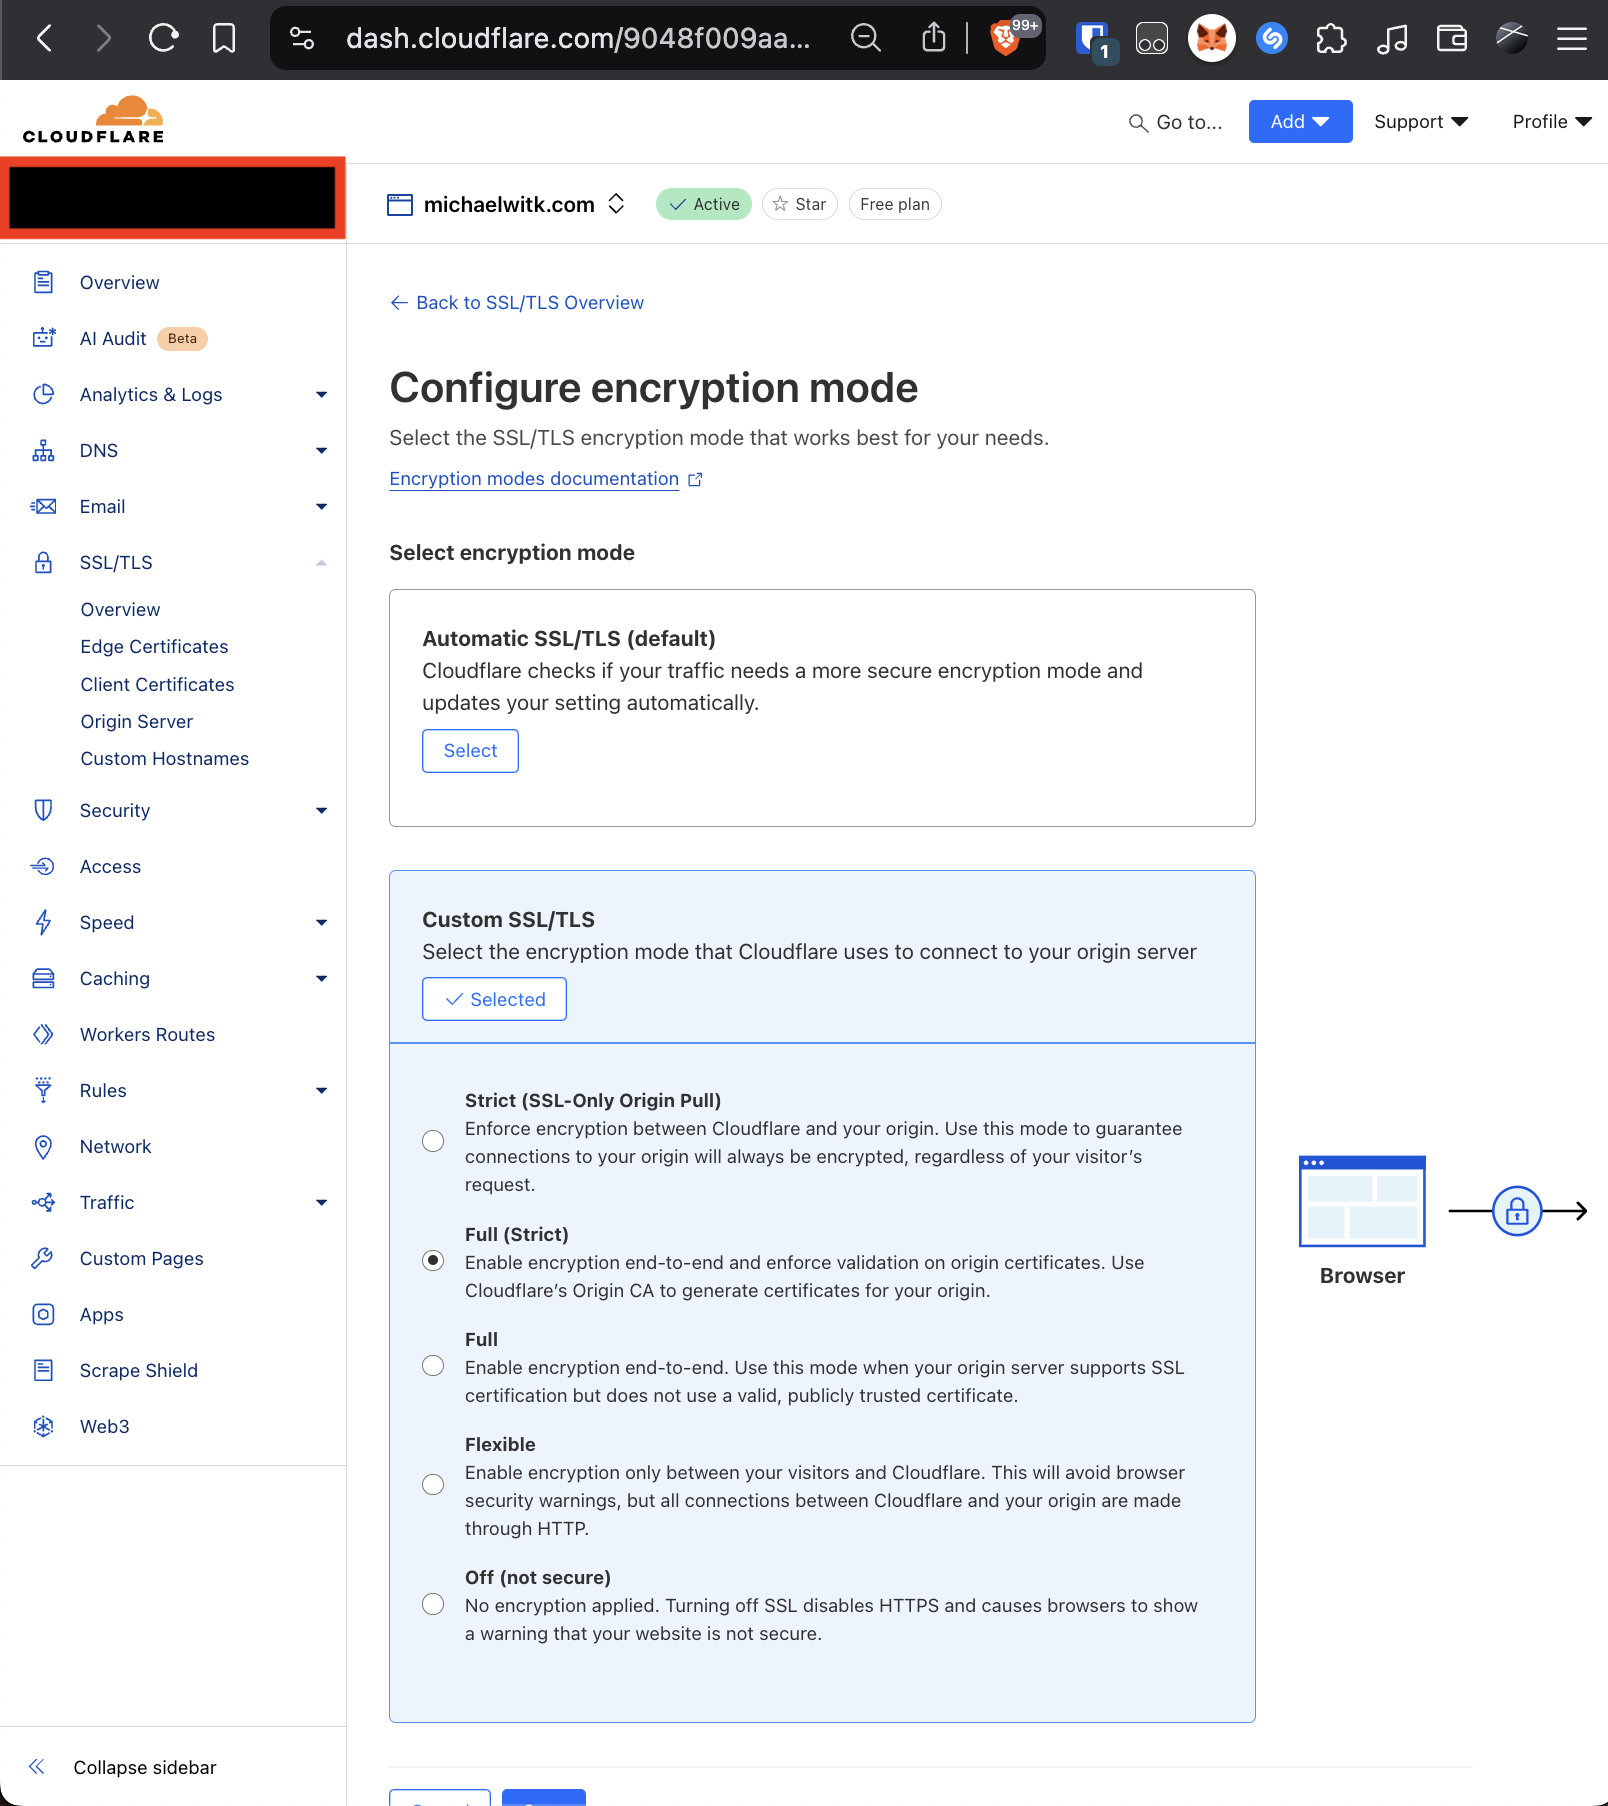 dash.cloudflare.com/9048f009aa...
99+
1
CLOUDFLARE
Go to...
Add
Support
Profile
michaelwitk.com
Active
Star
Free plan
Overview
AI Audit Beta
Analytics & Logs
DNS
Email
SSL/TLS
Overview
Edge Certificates
Client Certificates
Origin Server
Custom Hostnames
Security
Access
Speed
Caching
Workers Routes
Rules
Network
Traffic
Custom Pages
Apps
Scrape Shield
Web3
Collapse sidebar
Back to SSL/TLS Overview
Configure encryption mode
Select the SSL/TLS encryption mode that works best for your needs.
Encryption modes documentation
Select encryption mode
Automatic SSL/TLS (default)
Cloudflare checks if your traffic needs a more secure encryption mode and
updates your setting automatically.
Select
Custom SSL/TLS
Select the encryption mode that Cloudflare uses to connect to your origin server
Selected
Strict (SSL-Only Origin Pull)
Enforce encryption between Cloudflare and your origin. Use this mode to guarantee
connections to your origin will always be encrypted, regardless of your visitor's
request.
Full (Strict)
Enable encryption end-to-end and enforce validation on origin certificates. Use
Cloudflare's Origin CA to generate certificates for your origin.
Full
Enable encryption end-to-end. Use this mode when your origin server supports SSL
certification but does not use a valid, publicly trusted certificate.
Flexible
Enable encryption only between your visitors and Cloudflare. This will avoid browser
security warnings, but all connections between Cloudflare and your origin are made
through HTTP.
Off (not secure)
No encryption applied. Turning off SSL disables HTTPS and causes browsers to show
a warning that your website is not secure.
Browser